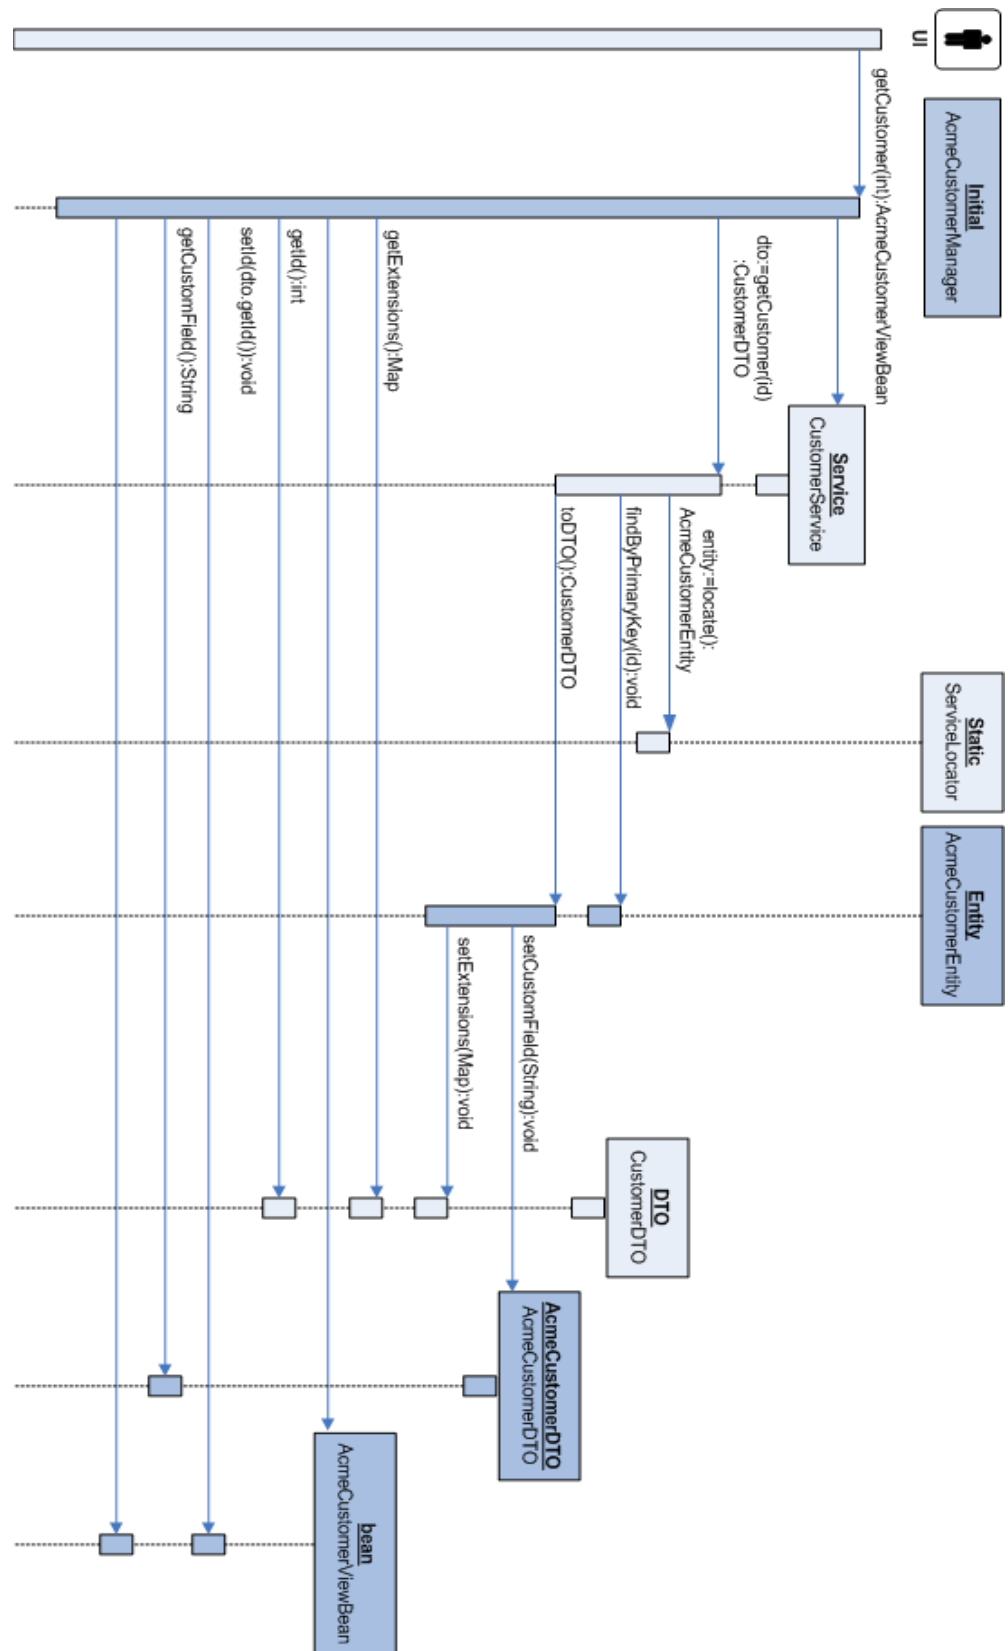 UI
Initial
AcmeCustomerManager
getCustomer(int):AcmeCustomerViewBean
Service
CustomerService
Static
ServiceLocator
Entity
AcmeCustomerEntity
dto:=getCustomer(id)
:CustomerDTO
entity:=locate():
AcmeCustomerEntity
findByPrimaryKey(id):void
toDTO():CustomerDTO
DTO
CustomerDTO
setCustomField(String):void
AcmeCustomerDTO
AcmeCustomerDTO
setExtensions(Map):void
getExtensions():Map
bean
AcmeCustomerViewBean
getId():int
setId(dto.getId()):void
getCustomField():String